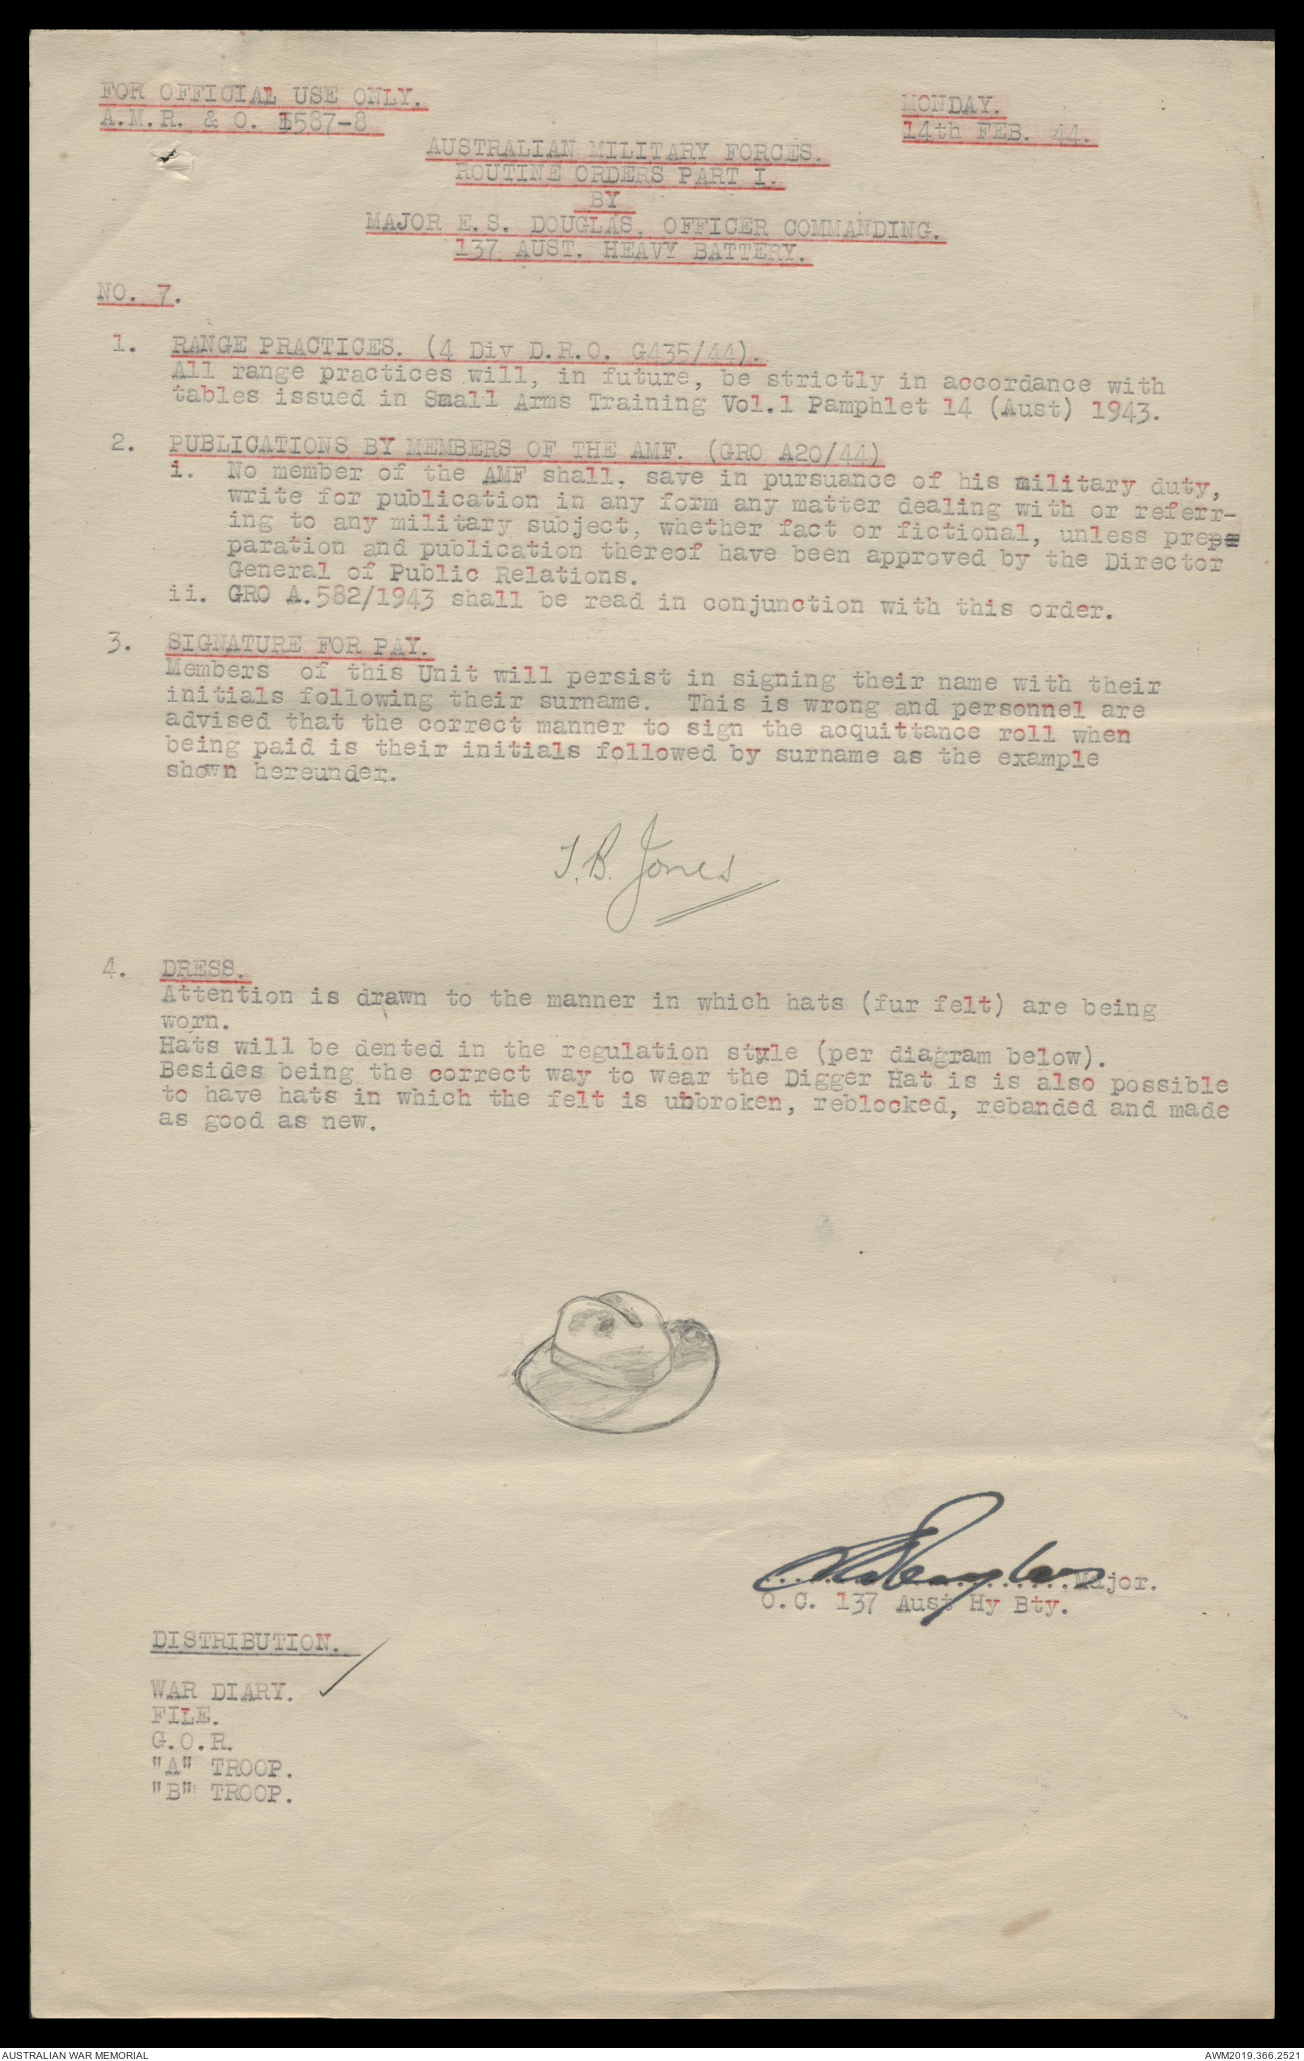 FOR OFFICIAL USE ONLY.
A.M.R. & O. 1587-8
MONDAY.
14th FEB. 44.
AUSTRALIAN MILITARY FORCES.
ROUTINE ORDERS PART I.
BY
MAJOR E.S. DOUGLAS, OFFICER COMMANDING.
137 AUST. HEAVY BATTERY.
NO. 7.
1. RANGE PRACTICES. (4 Div D.R.O. G435/44).
All range practices will, in future, be strictly in accordance with
tables issued in Small Arms Training Vol.1 Pamphlet 14 (Aust) 1943.
2. PUBLICATIONS BY MEMBERS OF THE AMF. (GRO A20/44)
i. No member of the AMF shall, save in pursuance of his military duty,
write for publication in any form any matter dealing with or referr-
ing to any military subject, whether fact or fictional, unless prepa
paration and publication thereof have been approved by the Director
General of Public Relations.
ii. GRO A.582/1943 shall be read in conjunction with this order.
3. SIGNATURE FOR PAY.
Members of this Unit will persist in signing their name with their
initials following their surname. This is wrong and personnel are
advised that the correct manner to sign the acquittance roll when
being paid is their initials followed by surname as the example
shown hereunder.
J.B. Jones
4. DRESS.
Attention is drawn to the manner in which hats (fur felt) are being
worn.
Hats will be dented in the regulation style (per diagram below).
Besides being the correct way to wear the Digger Hat is is also possible
to have hats in which the felt is unbroken, reblocked, rebanded and made
as good as new.
ESDouglas Major.
O.C. 137 Aust Hy Bty.
DISTRIBUTION.
WAR DIARY.
FILE.
G.O.R.
"A" TROOP.
"B" TROOP.
AUSTRALIAN WAR MEMORIAL
AWM2019.366.2521